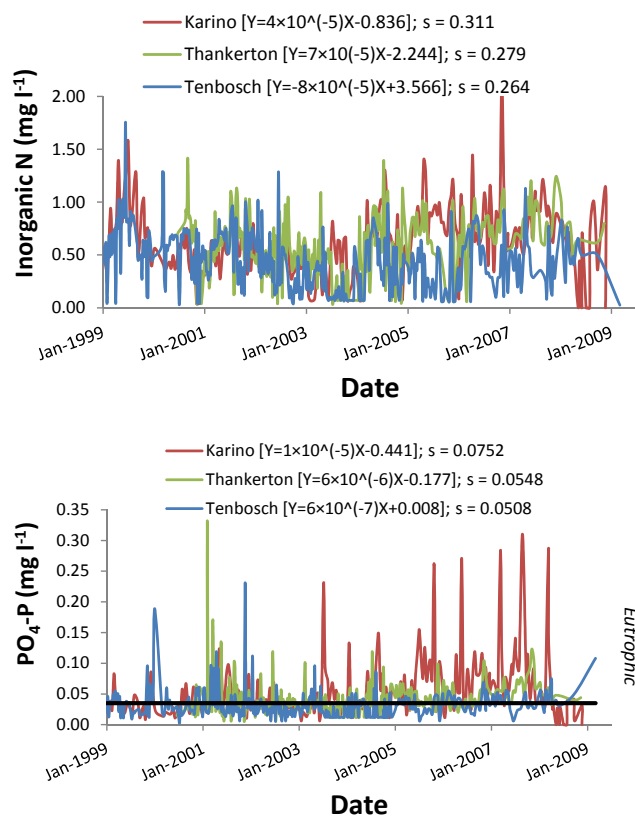 Karino [Y=4×10^(-5)X-0.836]; s = 0.311
Thankerton [Y=7×10(-5)X-2.244]; s = 0.279
Tenbosch [Y=-8×10^(-5)X+3.566]; s = 0.264
Inorganic N (mg l-1)
2.00
1.50
1.00
0.50
0.00
Jan-1999
Jan-2001
Jan-2003
Jan-2005
Jan-2007
Jan-2009
Date
Karino [Y=1×10^(-5)X-0.441]; s = 0.0752
Thankerton [Y=6×10^(-6)X-0.177]; s = 0.0548
Tenbosch [Y=6×10^(-7)X+0.008]; s = 0.0508
PO4-P (mg l-1)
0.35
0.30
0.25
0.20
0.15
0.10
0.05
0.00
Eutrophic
Jan-1999
Jan-2001
Jan-2003
Jan-2005
Jan-2007
Jan-2009
Date